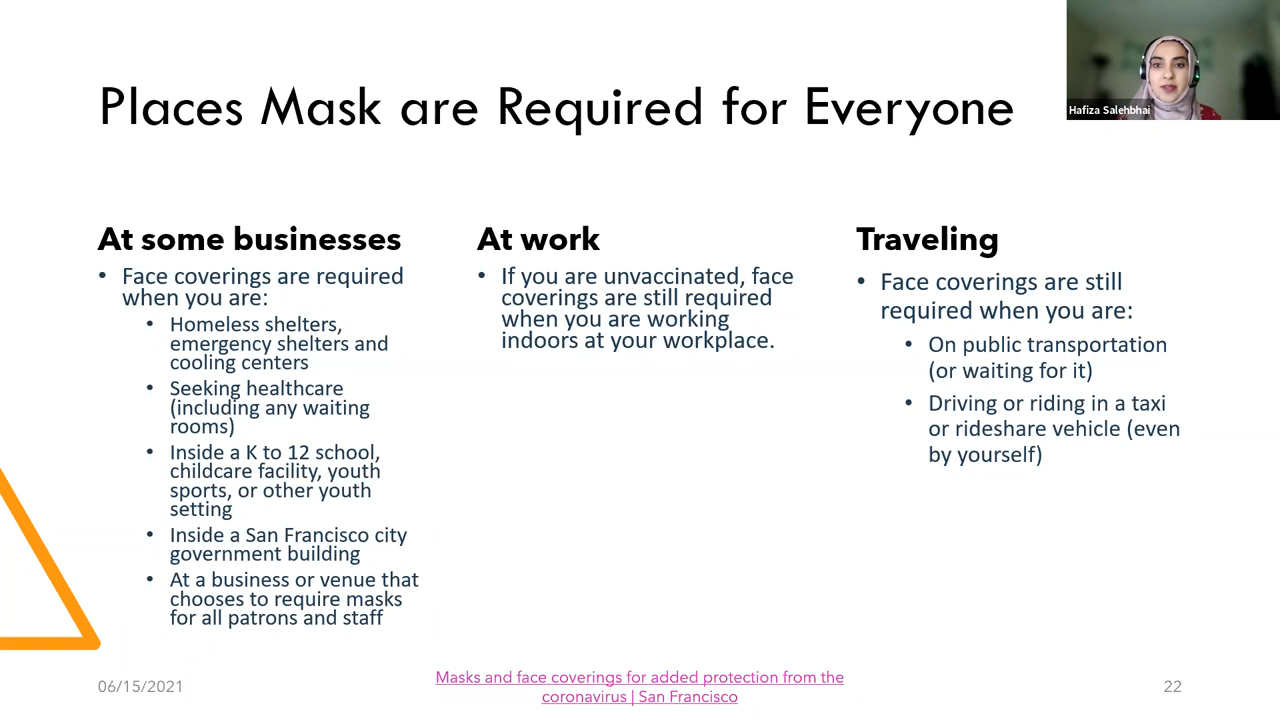 Places Mask are Required for Everyone
Hafiza Salehbhai
At some businesses
• Face coverings are required
when you are:
• Homeless shelters,
emergency shelters and
cooling centers
• Seeking healthcare
(including any waiting
rooms)
• Inside a K to 12 school,
childcare facility, youth
sports, or other youth
setting
• Inside a San Francisco city
government building
• At a business or venue that
chooses to require masks
for all patrons and staff
At work
• If you are unvaccinated, face
coverings are still required
when you are working
indoors at your workplace.
Traveling
• Face coverings are still
required when you are:
• On public transportation
(or waiting for it)
• Driving or riding in a taxi
or rideshare vehicle (even
by yourself)
06/15/2021
Masks and face coverings for added protection from the
coronavirus | San Francisco
22